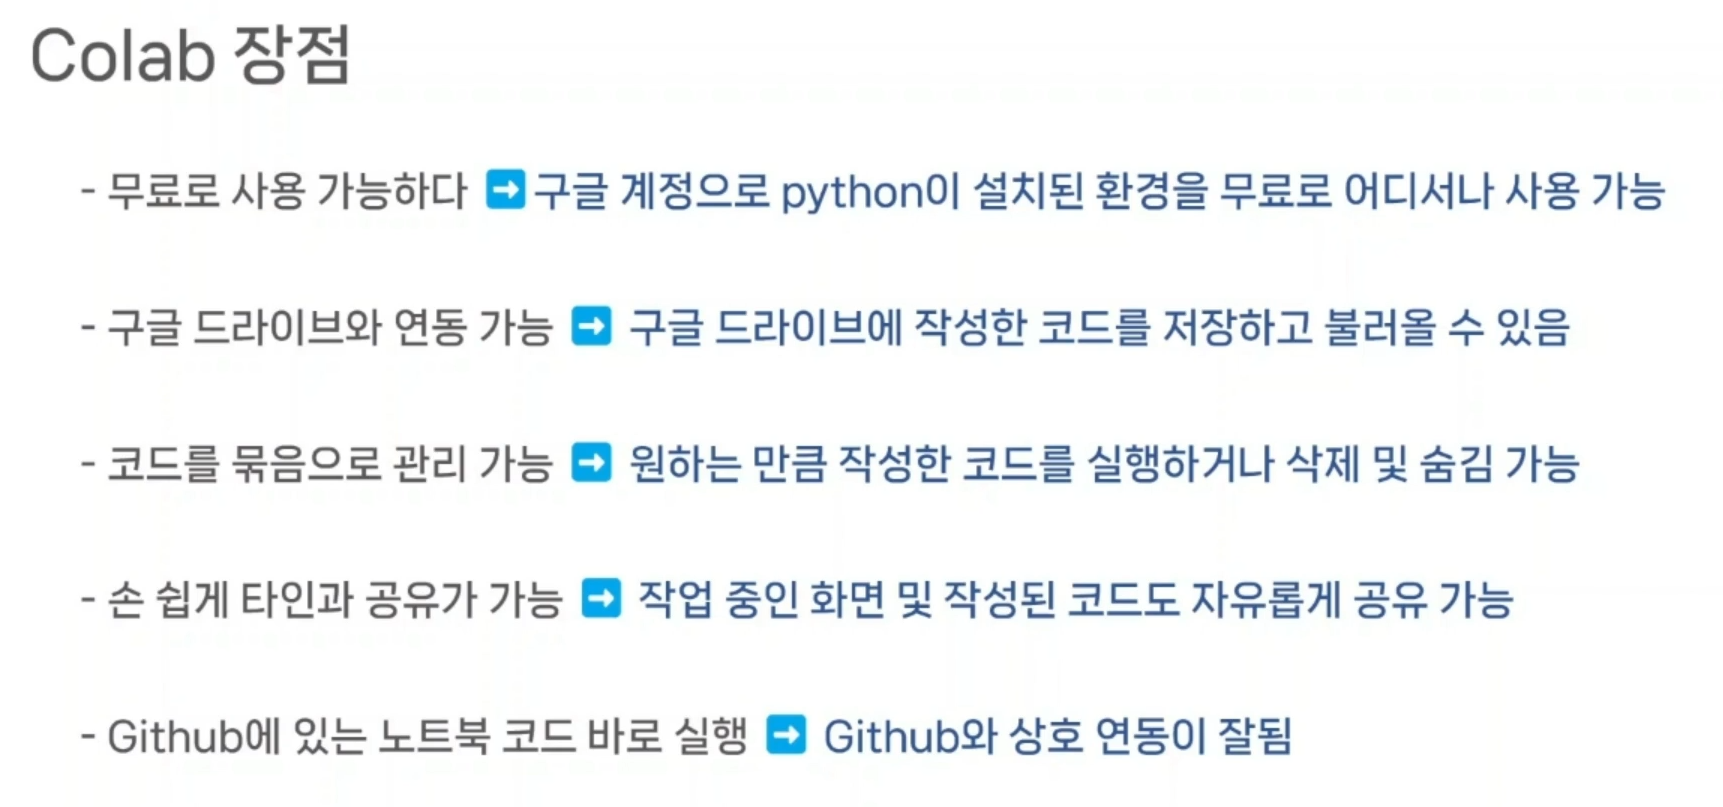 Colab 장점
- 무료로 사용 가능하다 ➡ 구글 계정으로 python이 설치된 환경을 무료로 어디서나 사용 가능
- 구글 드라이브와 연동 가능 ➡ 구글 드라이브에 작성한 코드를 저장하고 불러올 수 있음
- 코드를 묶음으로 관리 가능 ➡ 원하는 만큼 작성한 코드를 실행하거나 삭제 및 숨김 가능
- 손 쉽게 타인과 공유가 가능 ➡ 작업 중인 화면 및 작성된 코드도 자유롭게 공유 가능
- Github에 있는 노트북 코드 바로 실행 ➡ Github와 상호 연동이 잘됨